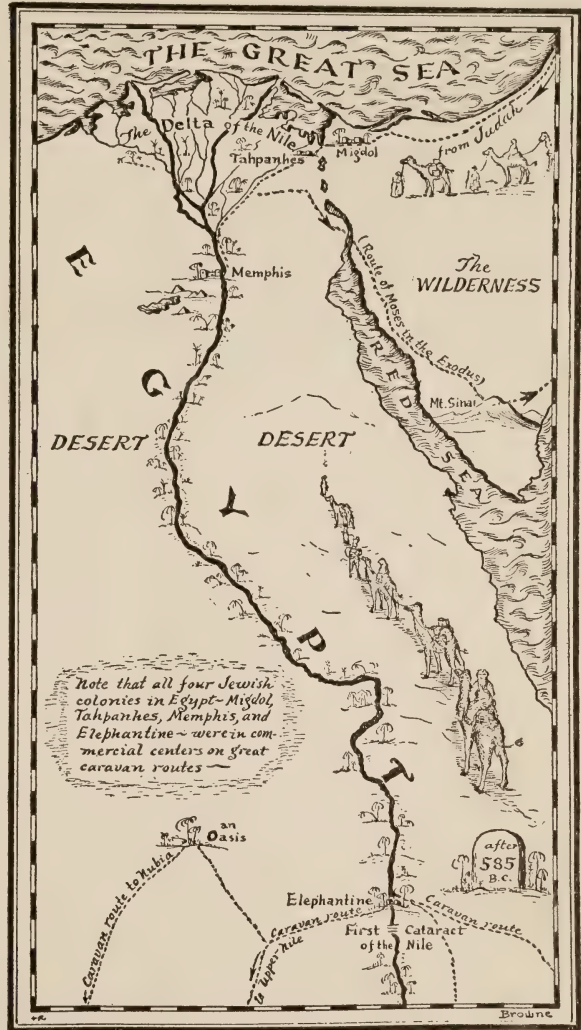 THE GREAT SEA
The Delta of the Nile
Tahpanhes
Migdol
from Judah
Memphis
(Route of Moses in the Exodus)
The
WILDERNESS
RED SEA
Mt. Sinai
EGYPT
DESERT
DESERT
Note that all four Jewish
colonies in Egypt ~ Migdol,
Tahpanhes, Memphis, and
Elephantine ~ were in com-
mercial centers on great
caravan routes —
an
Oasis
after
585
B.C.
Caravan route to Nubia
Elephantine
Caravan route
to Upper Nile
Caravan route
First Cataract
of the Nile
Browne